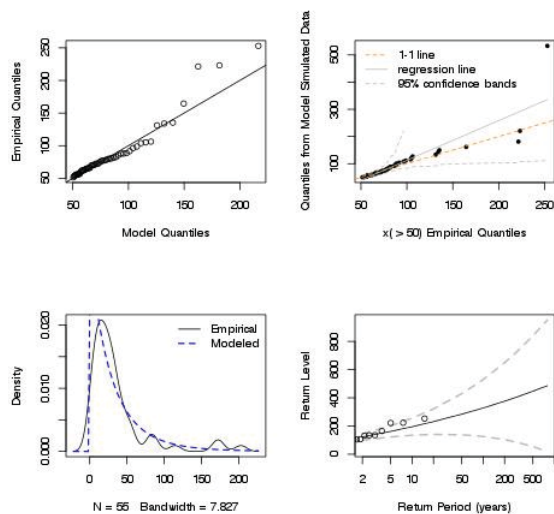 Empirical Quantiles
250
200
150
100
50
50 100 150 200
Model Quantiles
Quantiles from Model Simulated Data
500
300
100
1-1 line
regression line
95% confidence bands
50 100 150 200 250
x( > 50) Empirical Quantiles
Density
0.020
0.010
0.000
Empirical
Modeled
0 50 100 150 200
N = 55 Bandwidth = 7.827
Return Level
800
600
400
200
0
2 5 10 50 200 500
Return Period (years)